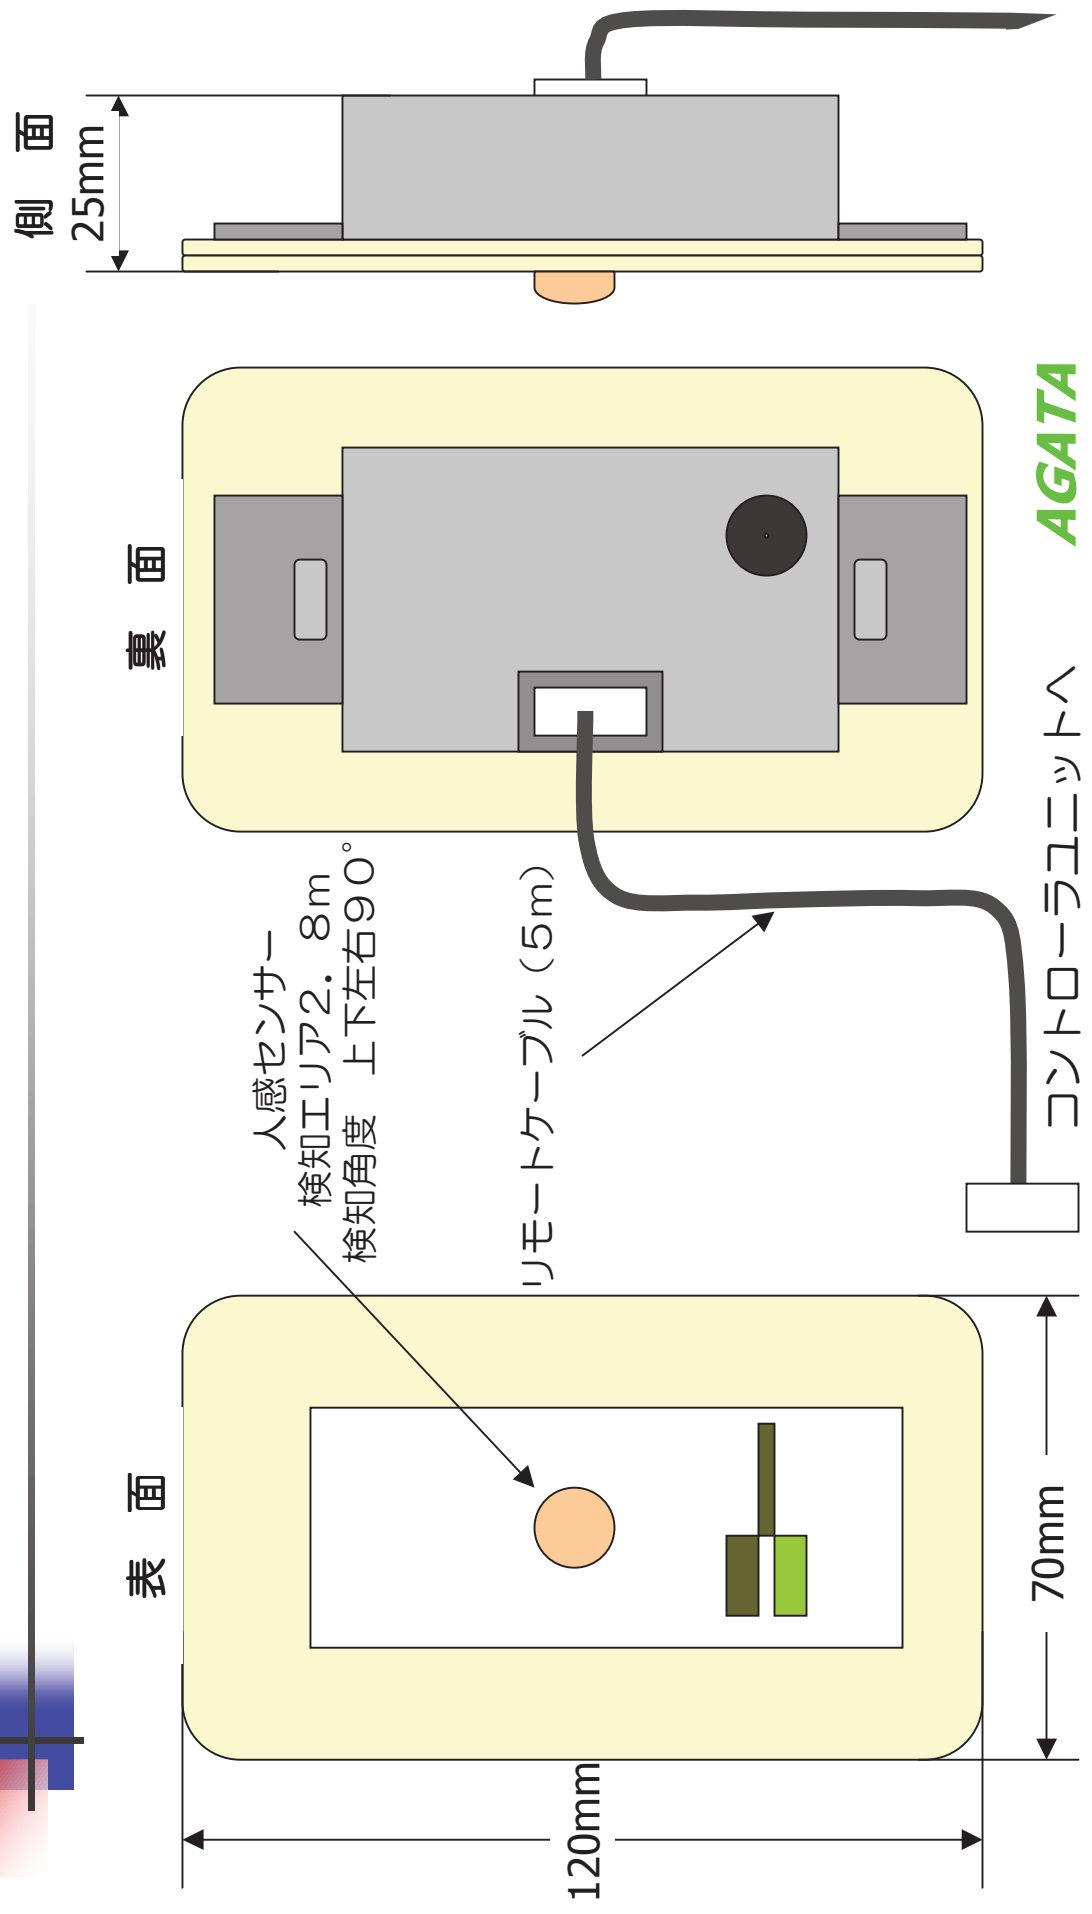 表　面
裏　面
側　面
25mm
人感センサー
検知エリア２．８ｍ
検知角度　上下左右９０°
リモートケーブル（５ｍ）
120mm
70mm
コントローラユニットへ
AGATA